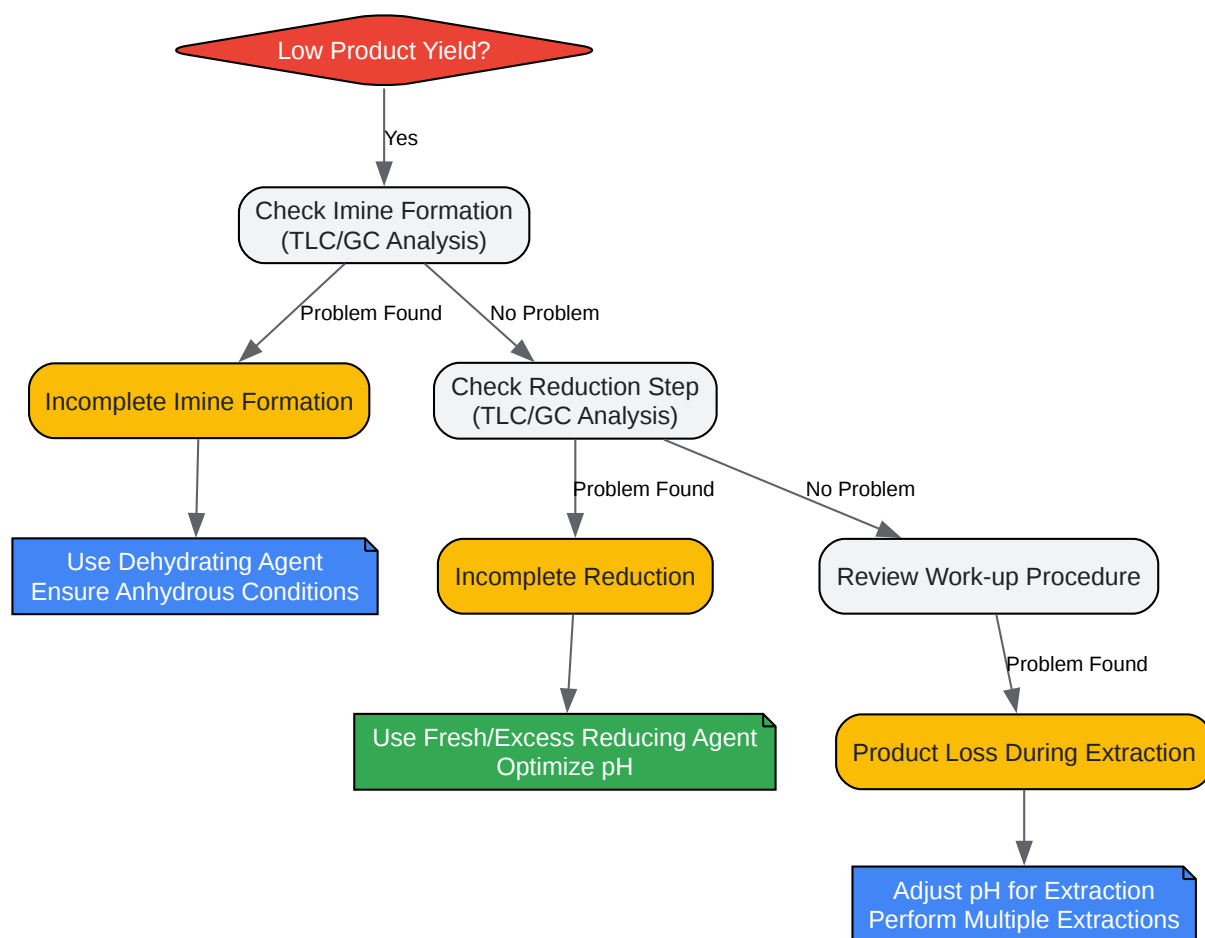 Low Product Yield?
Yes
Check Imine Formation
(TLC/GC Analysis)
Problem Found
No Problem
Incomplete Imine Formation
Check Reduction Step
(TLC/GC Analysis)
Problem Found
No Problem
Use Dehydrating Agent
Ensure Anhydrous Conditions
Incomplete Reduction
Review Work-up Procedure
Problem Found
Use Fresh/Excess Reducing Agent
Optimize pH
Product Loss During Extraction
Adjust pH for Extraction
Perform Multiple Extractions